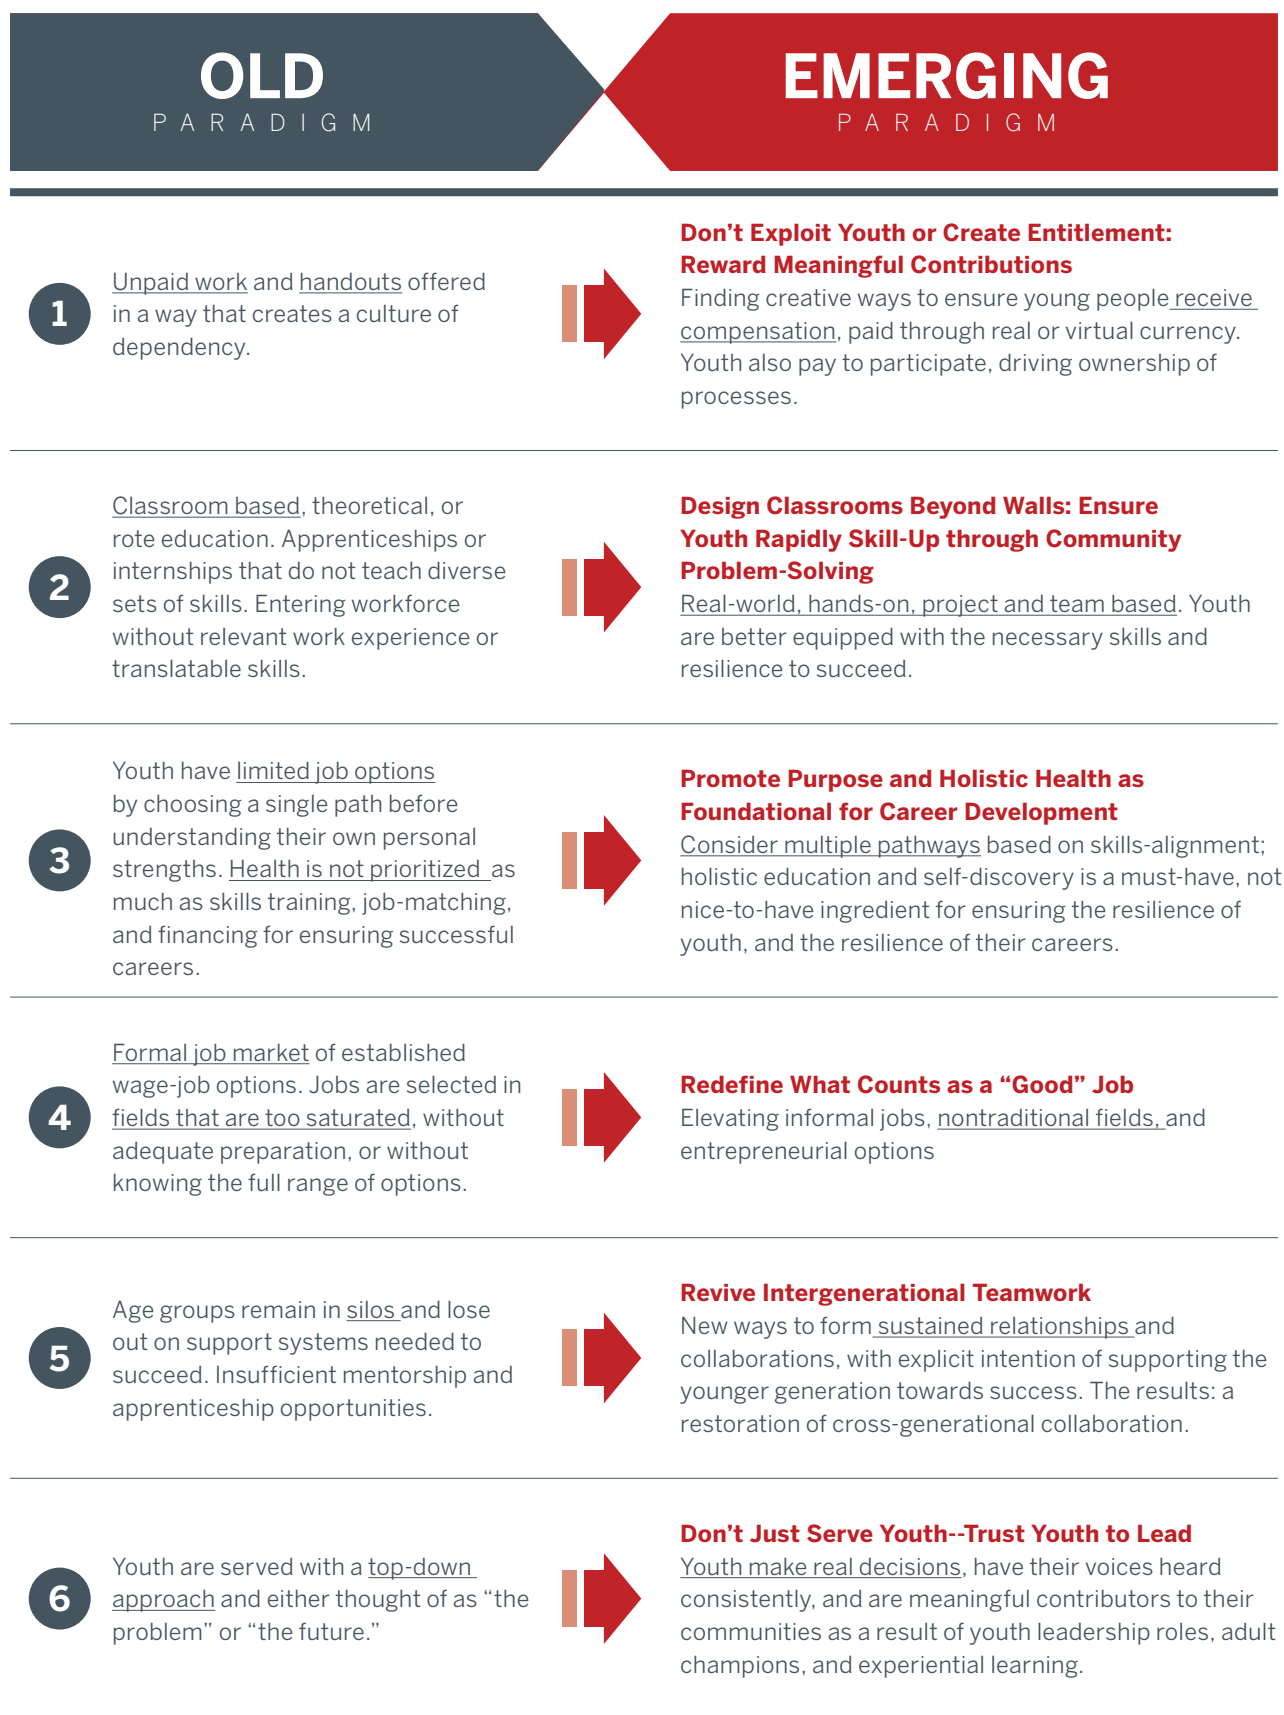 OLD
PARADIGM
EMERGING
PARADIGM
1
Unpaid work and handouts offered
in a way that creates a culture of
dependency.
Don’t Exploit Youth or Create Entitlement:
Reward Meaningful Contributions
Finding creative ways to ensure young people receive
compensation, paid through real or virtual currency.
Youth also pay to participate, driving ownership of
processes.
2
Classroom based, theoretical, or
rote education. Apprenticeships or
internships that do not teach diverse
sets of skills. Entering workforce
without relevant work experience or
translatable skills.
Design Classrooms Beyond Walls: Ensure
Youth Rapidly Skill-Up through Community
Problem-Solving
Real-world, hands-on, project and team based. Youth
are better equipped with the necessary skills and
resilience to succeed.
3
Youth have limited job options
by choosing a single path before
understanding their own personal
strengths. Health is not prioritized as
much as skills training, job-matching,
and financing for ensuring successful
careers.
Promote Purpose and Holistic Health as
Foundational for Career Development
Consider multiple pathways based on skills-alignment;
holistic education and self-discovery is a must-have, not
nice-to-have ingredient for ensuring the resilience of
youth, and the resilience of their careers.
4
Formal job market of established
wage-job options. Jobs are selected in
fields that are too saturated, without
adequate preparation, or without
knowing the full range of options.
Redefine What Counts as a “Good” Job
Elevating informal jobs, nontraditional fields, and
entrepreneurial options
5
Age groups remain in silos and lose
out on support systems needed to
succeed. Insufficient mentorship and
apprenticeship opportunities.
Revive Intergenerational Teamwork
New ways to form sustained relationships and
collaborations, with explicit intention of supporting the
younger generation towards success. The results: a
restoration of cross-generational collaboration.
6
Youth are served with a top-down
approach and either thought of as “the
problem” or “the future.”
Don’t Just Serve Youth--Trust Youth to Lead
Youth make real decisions, have their voices heard
consistently, and are meaningful contributors to their
communities as a result of youth leadership roles, adult
champions, and experiential learning.